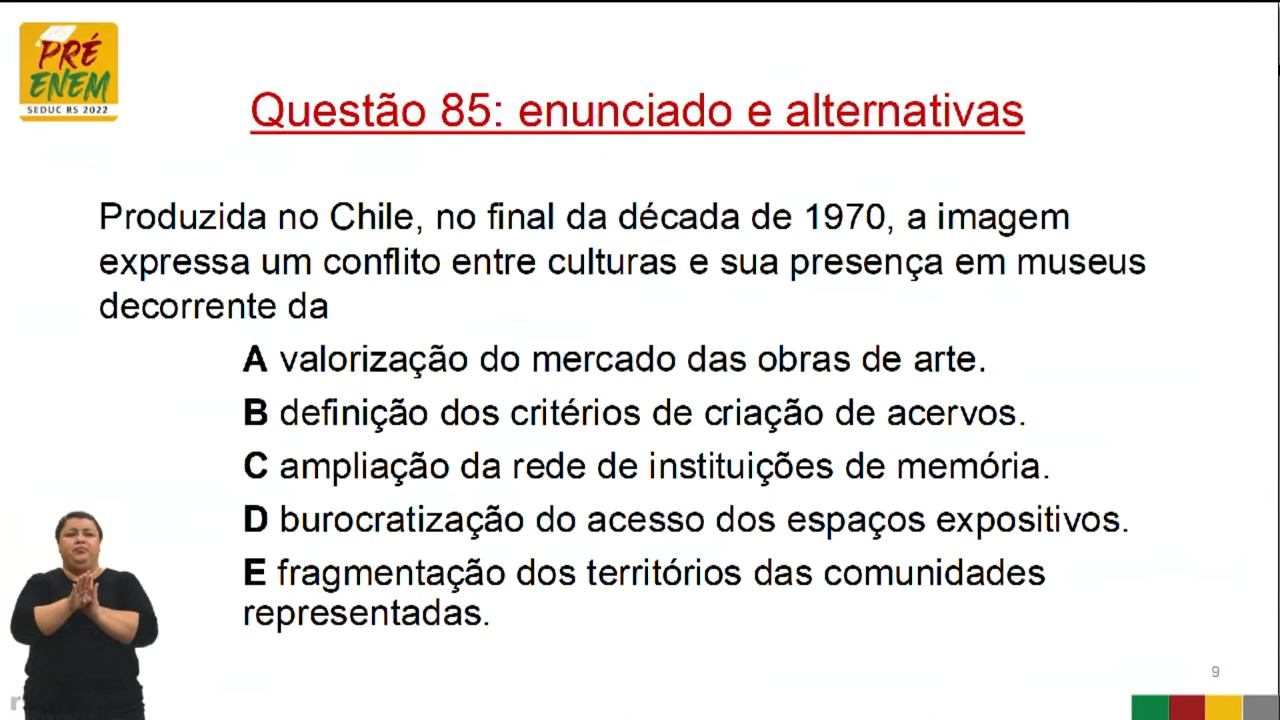 PRÉ
ENEM
SEDUC RS 2022
Questão 85: enunciado e alternativas
Produzida no Chile, no final da década de 1970, a imagem
expressa um conflito entre culturas e sua presença em museus
decorrente da
A valorização do mercado das obras de arte.
B definição dos critérios de criação de acervos.
C ampliação da rede de instituições de memória.
D burocratização do acesso dos espaços expositivos.
E fragmentação dos territórios das comunidades
representadas.
9